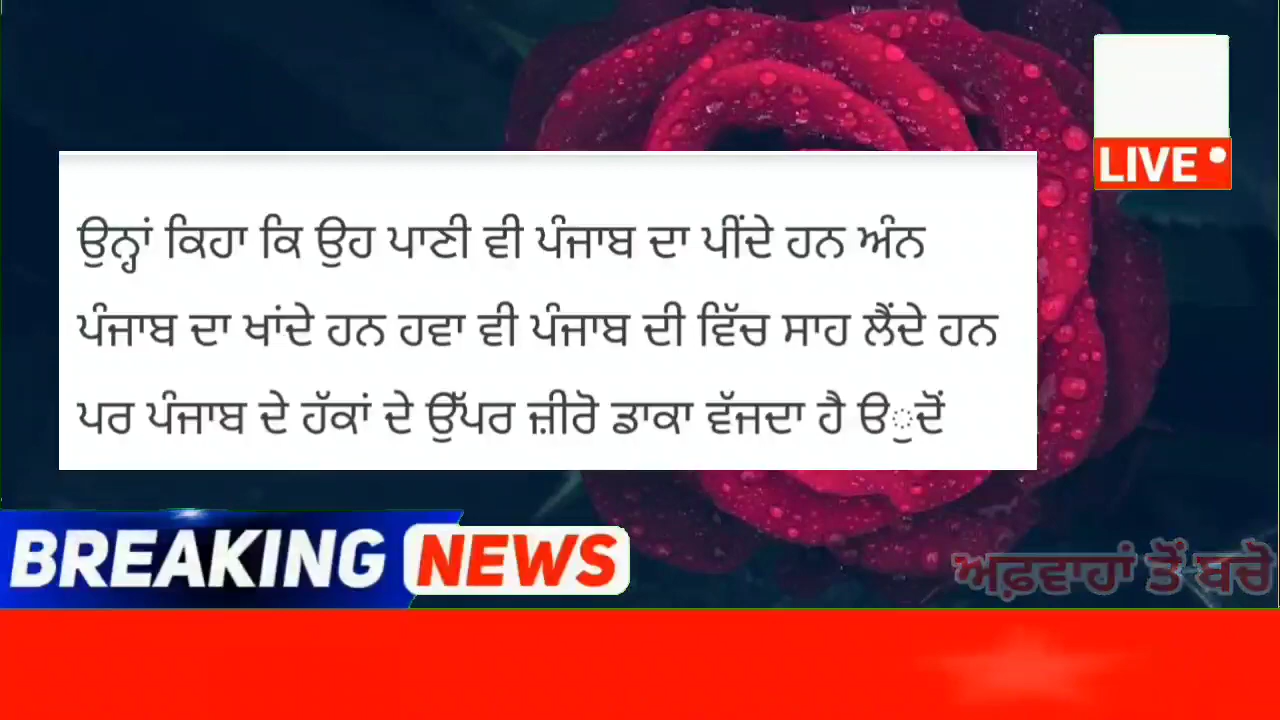 LIVE
ਉਨ੍ਹਾਂ ਕਿਹਾ ਕਿ ਉਹ ਪਾਣੀ ਵੀ ਪੰਜਾਬ ਦਾ ਪੀਂਦੇ ਹਨ ਅੰਨ
ਪੰਜਾਬ ਦਾ ਖਾਂਦੇ ਹਨ ਹਵਾ ਵੀ ਪੰਜਾਬ ਦੀ ਵਿੱਚ ਸਾਹ ਲੈਂਦੇ ਹਨ
ਪਰ ਪੰਜਾਬ ਦੇ ਹੱਕਾਂ ਦੇ ਉੱਪਰ ਜ਼ੀਰੋ ਡਾਕਾ ਵੱਜਦਾ ਹੈ ੳੁਦੋਂ
BREAKING NEWS
ਅਫ਼ਵਾਹਾਂ ਤੋਂ ਬਚੋ